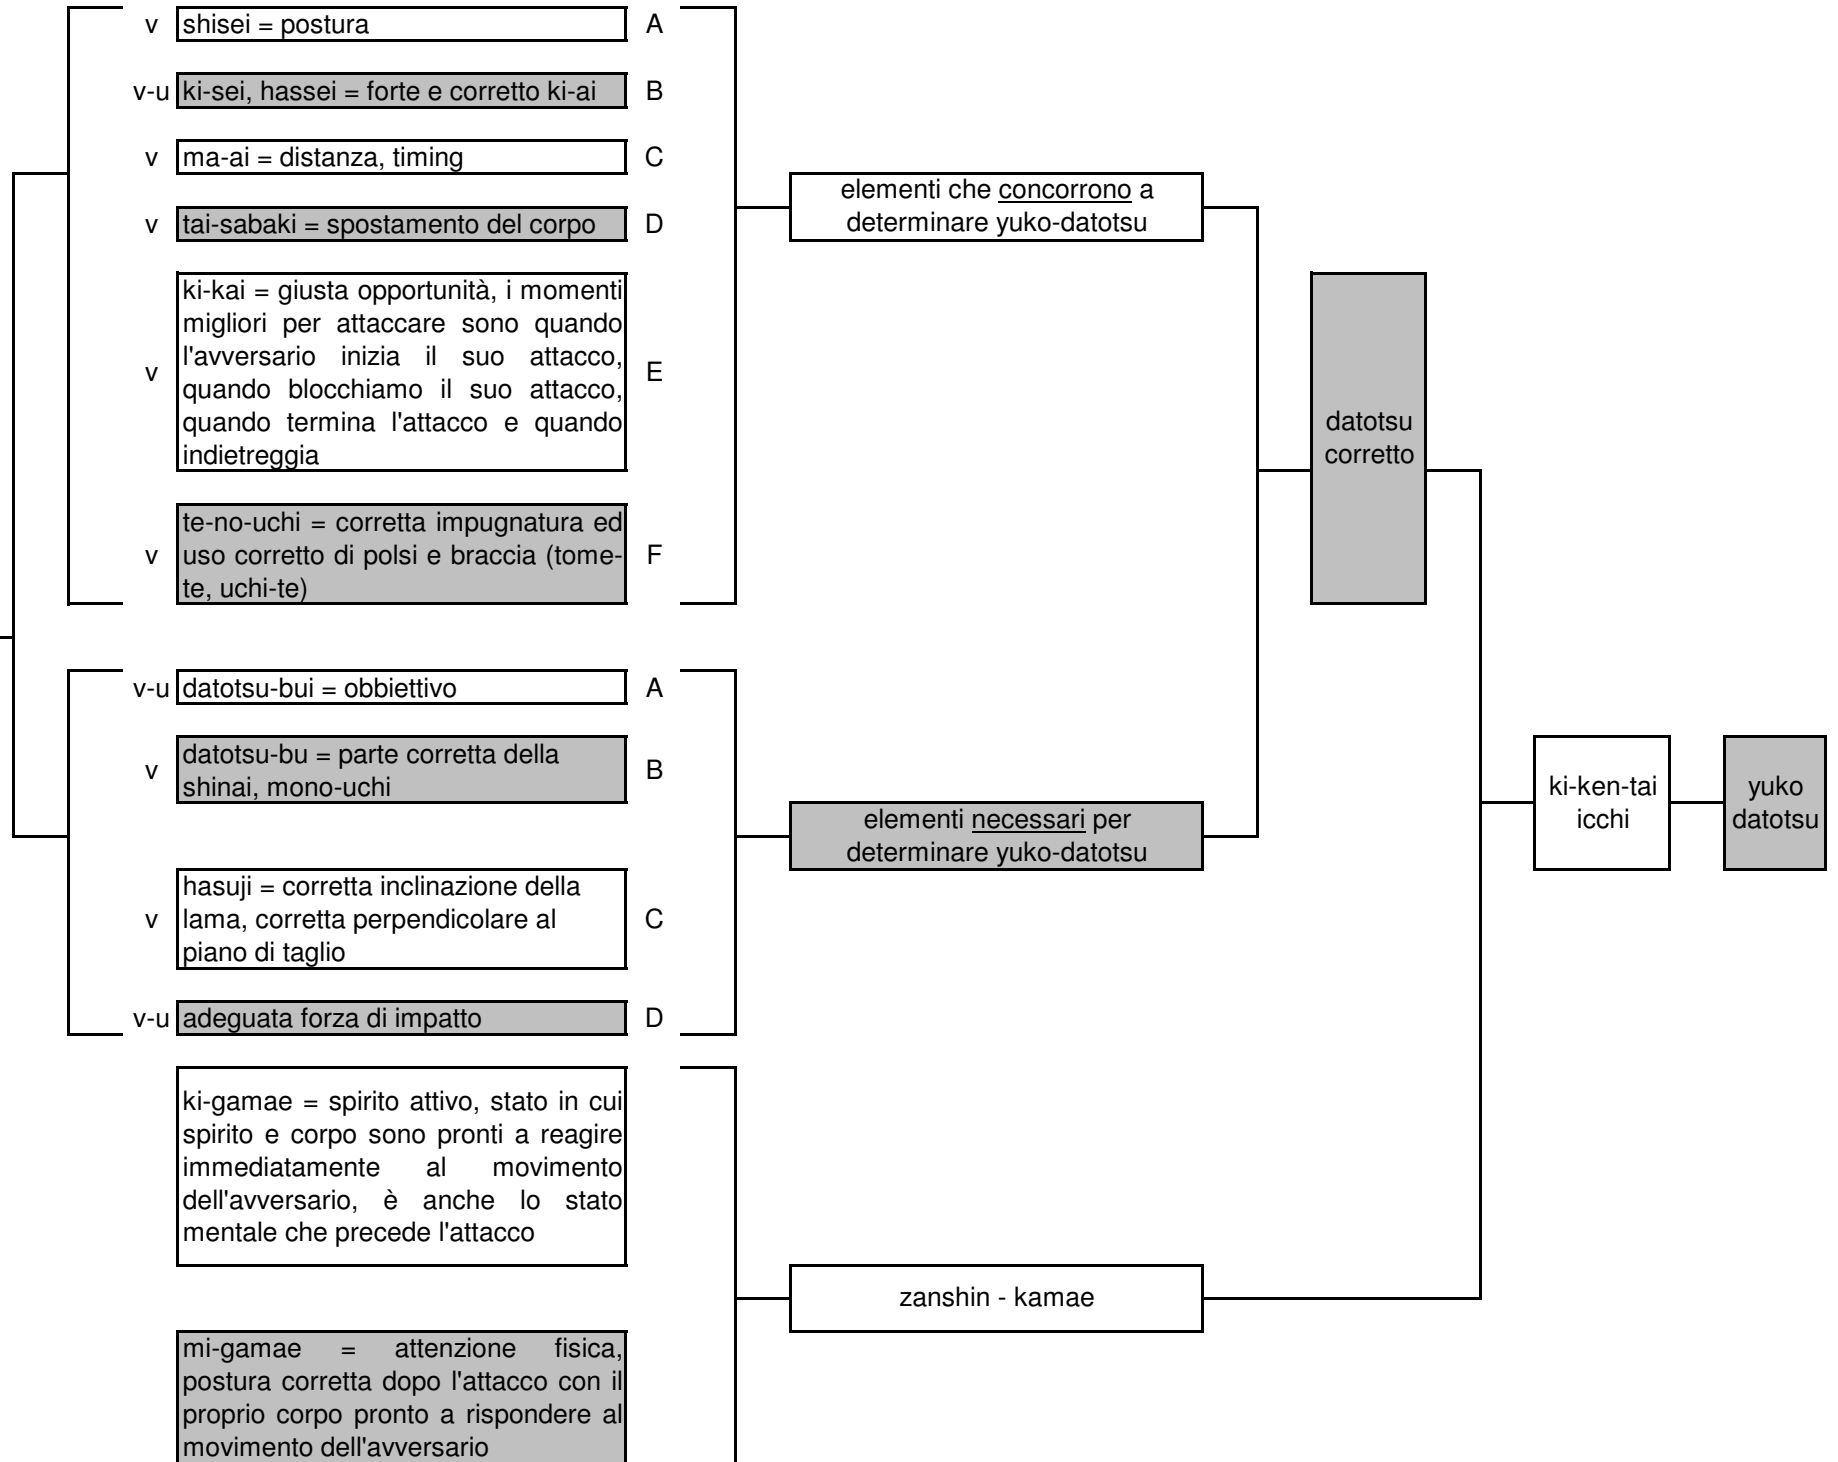 v shisei = postura A
v-u ki-sei, hassei = forte e corretto ki-ai B
v ma-ai = distanza, timing C
v tai-sabaki = spostamento del corpo D
ki-kai = giusta opportunità, i momenti
migliori per attaccare sono quando
l'avversario inizia il suo attacco,
v quando blocchiamo il suo attacco, E
quando termina l'attacco e quando
indietreggia
te-no-uchi = corretta impugnatura ed
v uso corretto di polsi e braccia (tome- F
te, uchi-te)
elementi che concorrono a
determinare yuko-datotsu
v-u datotsu-bui = obbiettivo A
datotsu-bu = parte corretta della
v shinai, mono-uchi B
hasuji = corretta inclinazione della
v lama, corretta perpendicolare al C
piano di taglio
v-u adeguata forza di impatto D
elementi necessari per
determinare yuko-datotsu
datotsu
corretto
ki-gamae = spirito attivo, stato in cui
spirito e corpo sono pronti a reagire
immediatamente al movimento
dell'avversario, è anche lo stato
mentale che precede l'attacco
mi-gamae = attenzione fisica,
postura corretta dopo l'attacco con il
proprio corpo pronto a rispondere al
movimento dell'avversario
zanshin - kamae
ki-ken-tai
icchi
yuko
datotsu